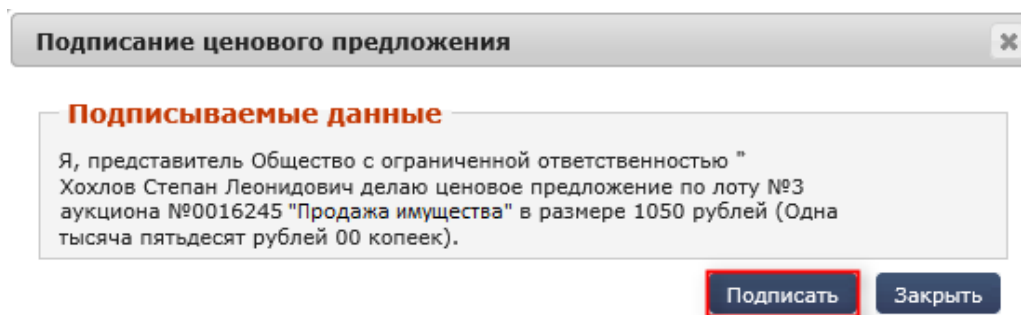 Подписание ценового предложения
Подписываемые данные
Я, представитель Общество с ограниченной ответственностью "
Хохлов Степан Леонидович делаю ценовое предложение по лоту №3
аукциона №0016245 "Продажа имущества" в размере 1050 рублей (Одна
тысяча пятьдесят рублей 00 копеек).
Подписать Закрыть